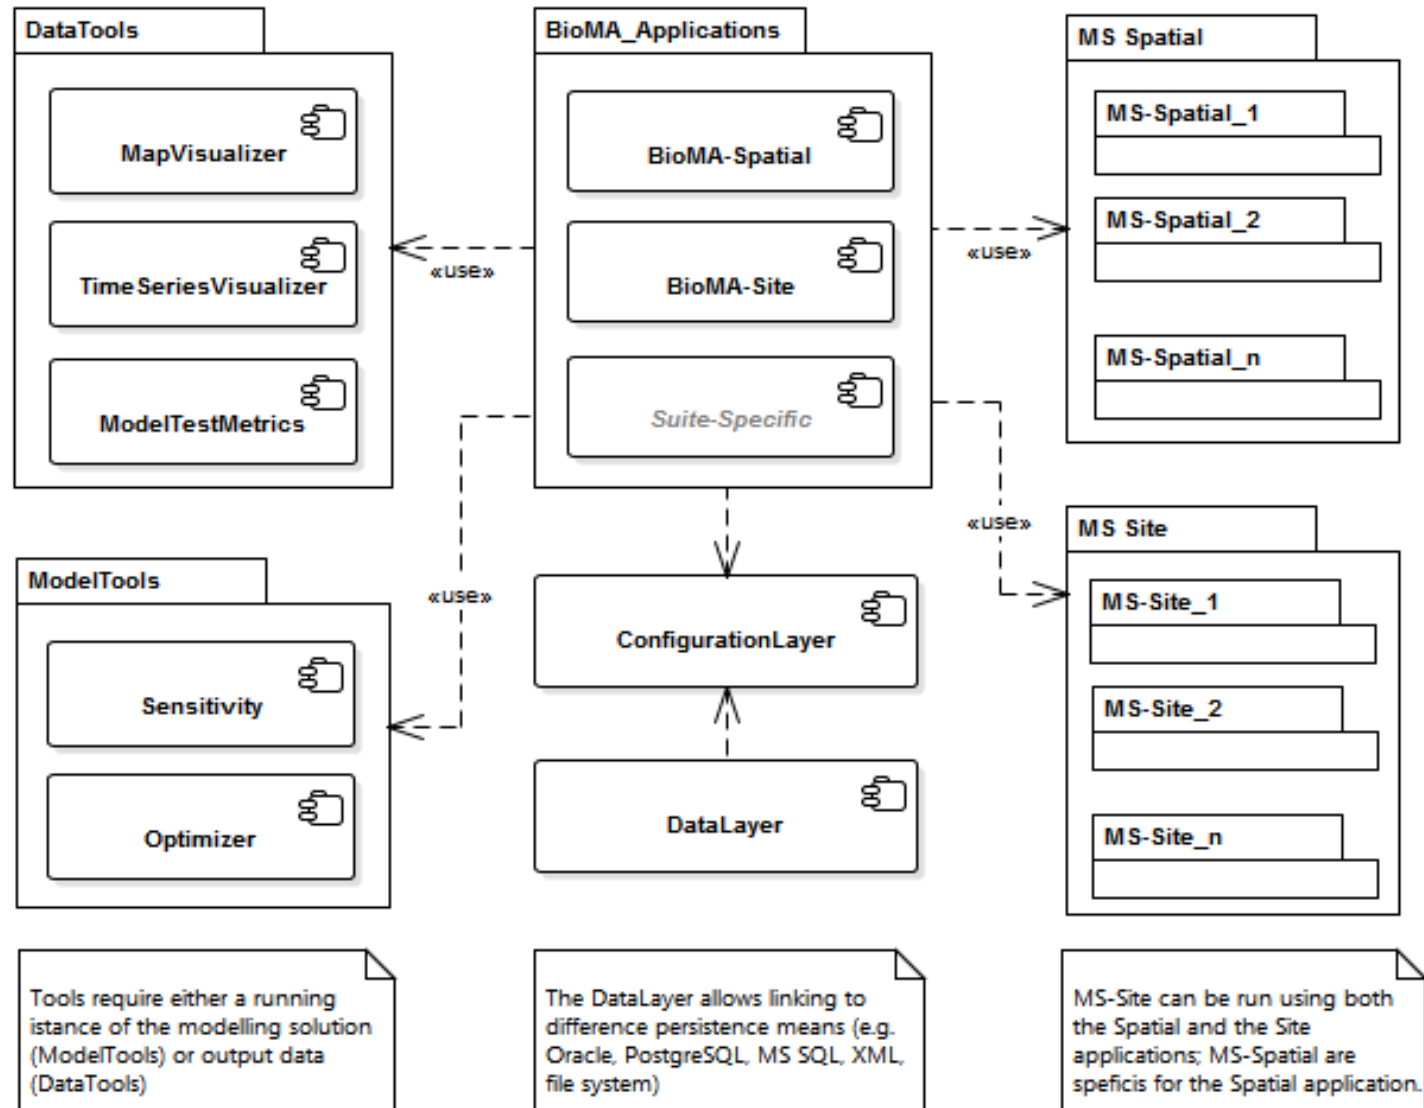 DataTools
MapVisualizer
TimeSeriesVisualizer
ModelTestMetrics
«use»
BioMA_Applications
BioMA-Spatial
BioMA-Site
Suite-Specific
«use»
MS Spatial
MS-Spatial_1
MS-Spatial_2
MS-Spatial_n
ModelTools
Sensitivity
Optimizer
«use»
ConfigurationLayer
DataLayer
«use»
MS Site
MS-Site_1
MS-Site_2
MS-Site_n
Tools require either a running
istance of the modelling solution
(ModelTools) or output data
(DataTools)
The DataLayer allows linking to
difference persistence means (e.g.
Oracle, PostgreSQL, MS SQL, XML,
file system)
MS-Site can be run using both
the Spatial and the Site
applications; MS-Spatial are
speficis for the Spatial application.